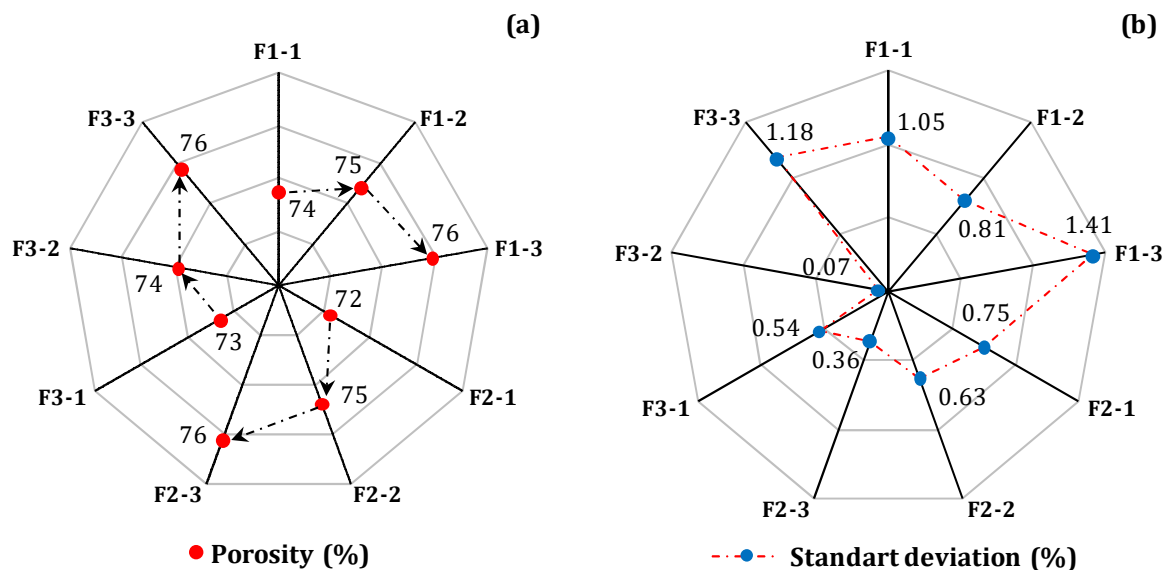 (a)
F1-1
F1-2
F1-3
F2-1
F2-2
F2-3
F3-1
F3-2
F3-3
74
75
76
72
75
76
73
74
76
Porosity (%)
(b)
F1-1
F1-2
F1-3
F2-1
F2-2
F2-3
F3-1
F3-2
F3-3
1.05
0.81
1.41
0.75
0.63
0.36
0.54
0.07
1.18
Standart deviation (%)